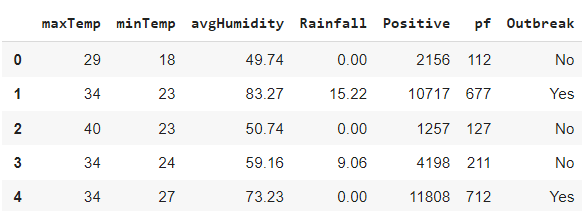 maxTemp minTemp avgHumidity Rainfall Positive pf Outbreak
0 29 18 49.74 0.00 2156 112 No
1 34 23 83.27 15.22 10717 677 Yes
2 40 23 50.74 0.00 1257 127 No
3 34 24 59.16 9.06 4198 211 No
4 34 27 73.23 0.00 11808 712 Yes